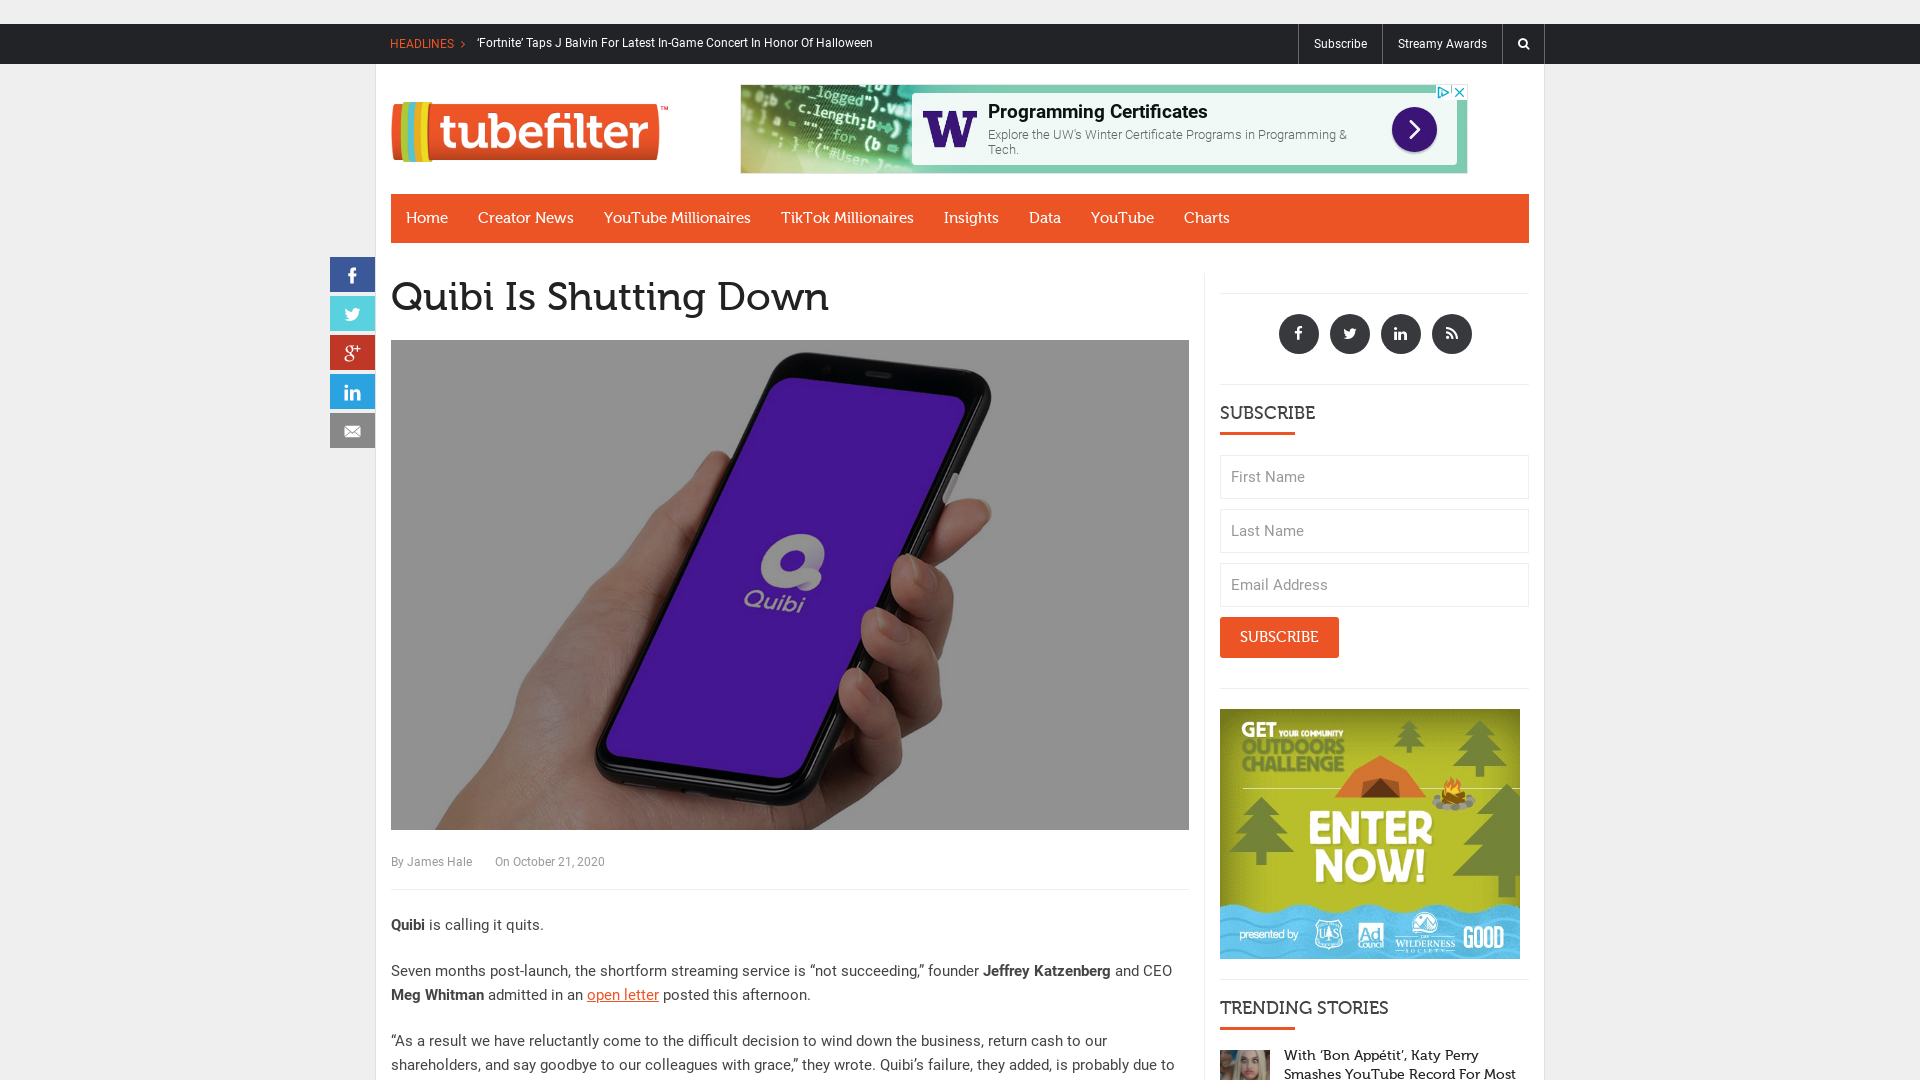 HEADLINES
‘Fortnite’ Taps J Balvin For Latest In-Game Concert In Honor Of Halloween
Subscribe
Streamy Awards
tubefilter™
Programming Certificates
Explore the UW's Winter Certificate Programs in Programming &
Tech.
Home
Creator News
YouTube Millionaires
TikTok Millionaires
Insights
Data
YouTube
Charts
Quibi Is Shutting Down
Quibi
By James Hale
On October 21, 2020
Quibi is calling it quits.
Seven months post-launch, the shortform streaming service is “not succeeding,” founder Jeffrey Katzenberg and CEO
Meg Whitman admitted in an open letter posted this afternoon.
“As a result we have reluctantly come to the difficult decision to wind down the business, return cash to our
shareholders, and say goodbye to our colleagues with grace,” they wrote. Quibi’s failure, they added, is probably due to
SUBSCRIBE
First Name
Last Name
Email Address
SUBSCRIBE
GET YOUR COMMUNITY
OUTDOORS
CHALLENGE
ENTER
NOW!
presented by
Ad
Council
THE
WILDERNESS
SOCIETY
GOOD
TRENDING STORIES
With ‘Bon Appétit’, Katy Perry
Smashes YouTube Record For Most